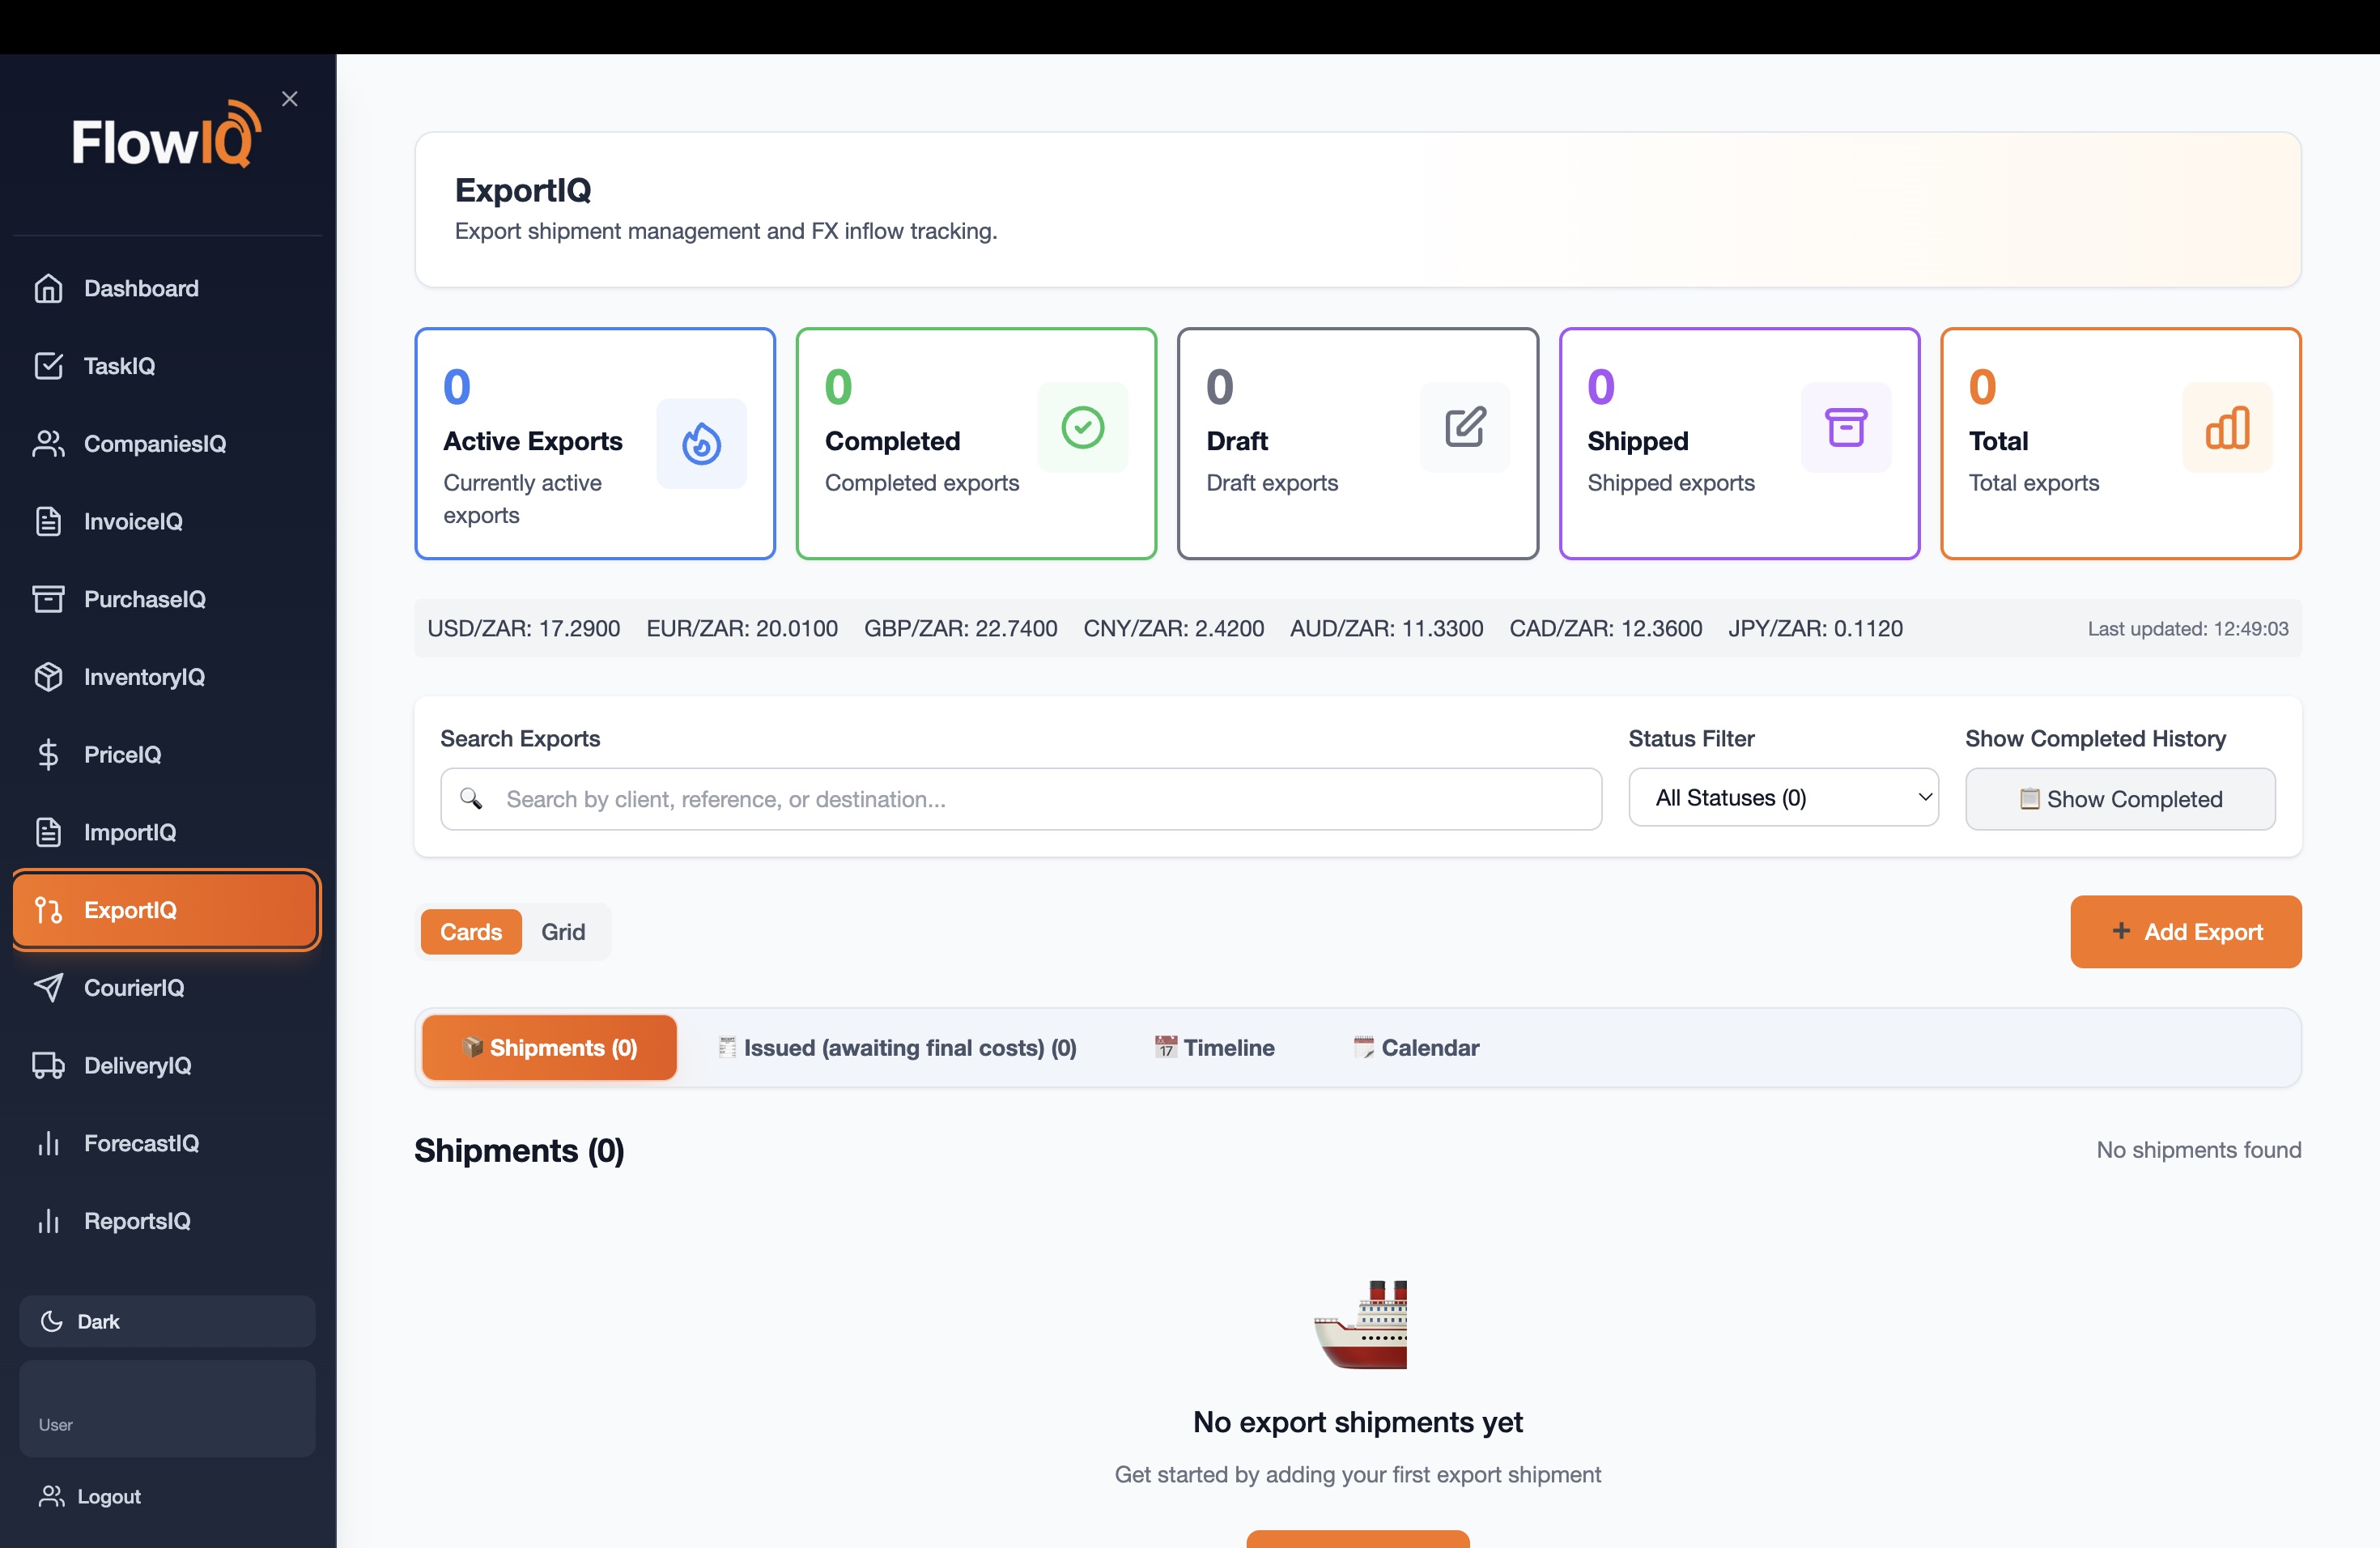 FlowIQ
Dashboard
TaskIQ
CompaniesIQ
InvoiceIQ
PurchaseIQ
InventoryIQ
PriceIQ
ImportIQ
ExportIQ
CourierIQ
DeliveryIQ
ForecastIQ
ReportsIQ
Dark
User
Logout
ExportIQ
Export shipment management and FX inflow tracking.
0
Active Exports
Currently active
exports
0
Completed
Completed exports
0
Draft
Draft exports
0
Shipped
Shipped exports
0
Total
Total exports
USD/ZAR: 17.2900 EUR/ZAR: 20.0100 GBP/ZAR: 22.7400 CNY/ZAR: 2.4200 AUD/ZAR: 11.3300 CAD/ZAR: 12.3600 JPY/ZAR: 0.1120 Last updated: 12:49:03
Search Exports
Search by client, reference, or destination...
Status Filter
All Statuses (0)
Show Completed History
Show Completed
Cards Grid
+ Add Export
Shipments (0) Issued (awaiting final costs) (0) 17 Timeline Calendar
Shipments (0) No shipments found
No export shipments yet
Get started by adding your first export shipment